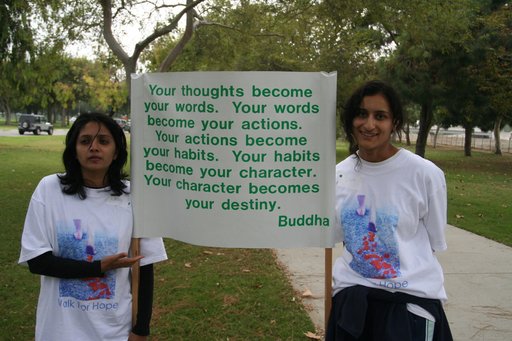 Your thoughts become
your words. Your words
become your actions.
Your actions become
your habits. Your habits
become your character.
Your character becomes
your destiny.
Buddha
Walk for Hope
Hope